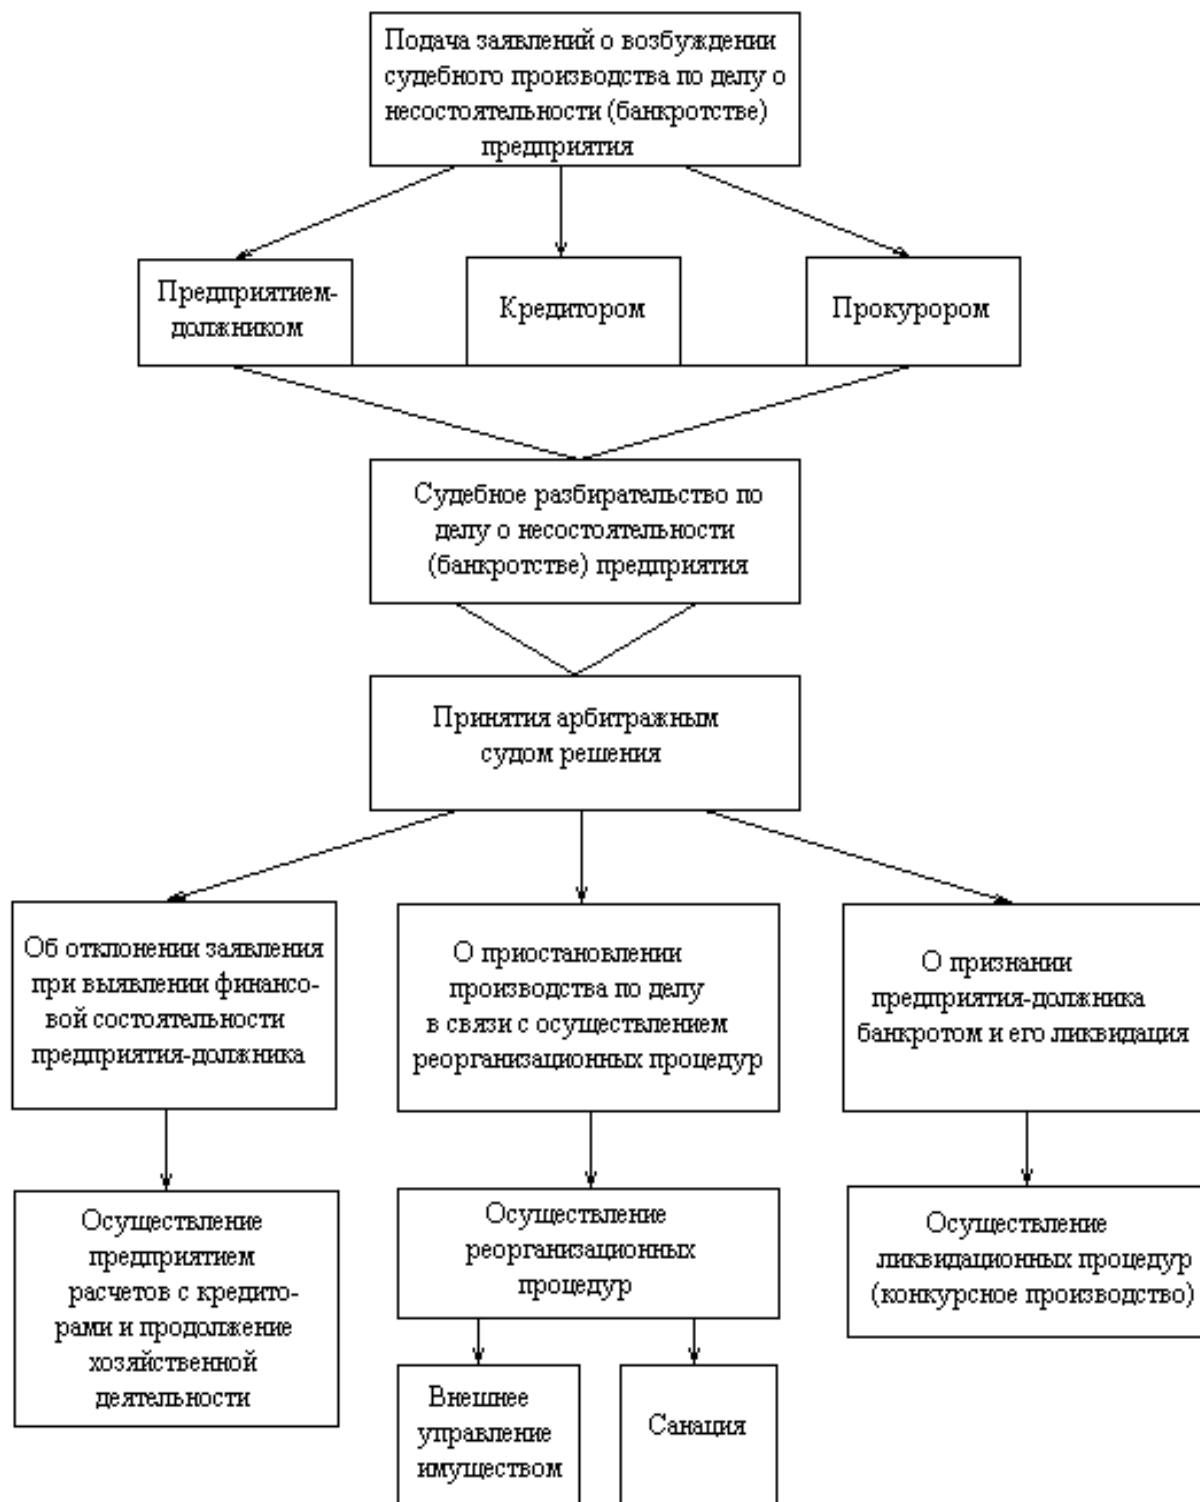 Подача заявлений о возбуждении
судебного производства по делу о
несостоятельности (банкротстве)
предприятия
Предприятием-
должником
Кредитором
Прокурором
Судебное разбирательство по
делу о несостоятельности
(банкротстве) предприятия
Принятия арбитражным
судом решения
Об отклонении заявления
при выявлении финансо-
вой состоятельности
предприятия-должника
О приостановлении
производства по делу
в связи с осуществлением
реорганизационных процедур
О признании
предприятия-должника
банкротом и его ликвидация
Осуществление
предприятием
расчетов с кредито-
рами и продолжение
хозяйственной
деятельности
Осуществление
реорганизационных
процедур
Осуществление
ликвидационных процедур
(конкурсное производство)
Внешнее
управление
имуществом
Санация